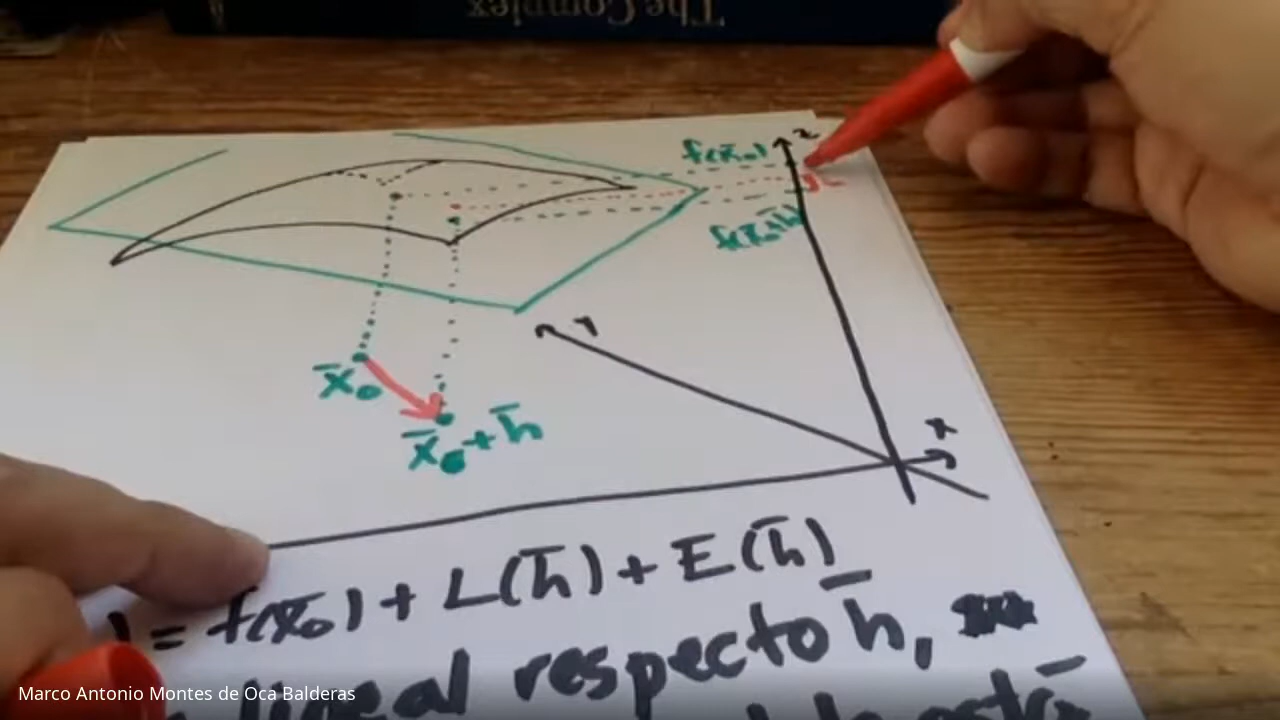 The Complex
z
f(x̄₀)
f(x̄₀+h̄)
y
x̄₀
x̄₀ + h̄
x
= f(x̄₀) + L(h̄) + E(h̄)
lineal respecto h̄,
Marco Antonio Montes de Oca Balderas